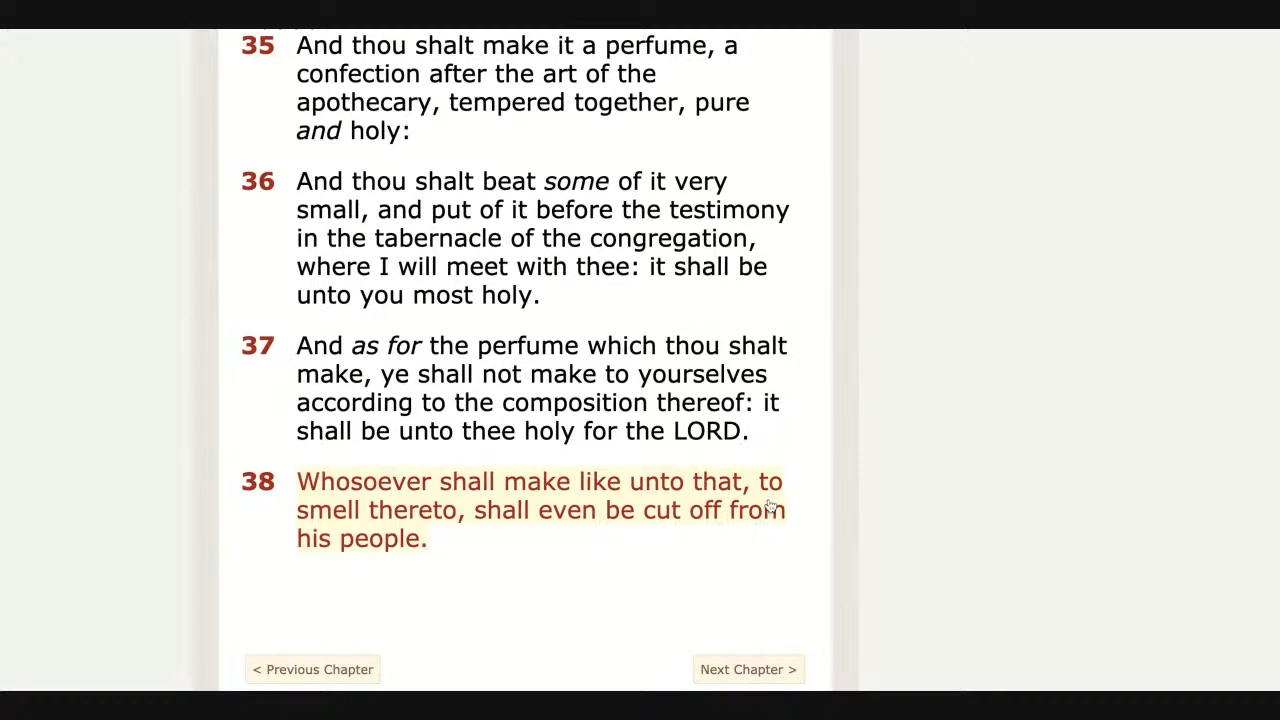 35 And thou shalt make it a perfume, a
confection after the art of the
apothecary, tempered together, pure
and holy:
36 And thou shalt beat some of it very
small, and put of it before the testimony
in the tabernacle of the congregation,
where I will meet with thee: it shall be
unto you most holy.
37 And as for the perfume which thou shalt
make, ye shall not make to yourselves
according to the composition thereof: it
shall be unto thee holy for the LORD.
38 Whosoever shall make like unto that, to
smell thereto, shall even be cut off from
his people.
< Previous Chapter
Next Chapter >